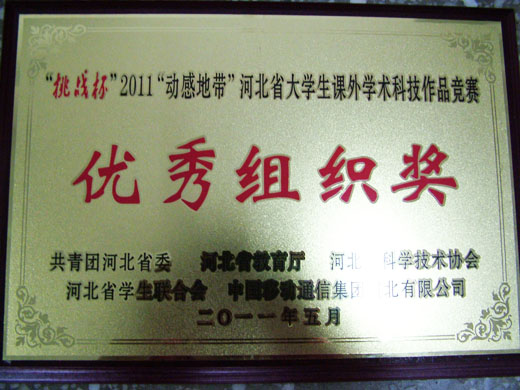 “挑战杯”2011“动感地带”河北省大学生课外学术科技作品竞赛
优秀组织奖
共青团河北省委 河北省教育厅 河北 科学技术协会
河北省学生联合会 中国移动通信集团 北有限公司
二〇一一年五月